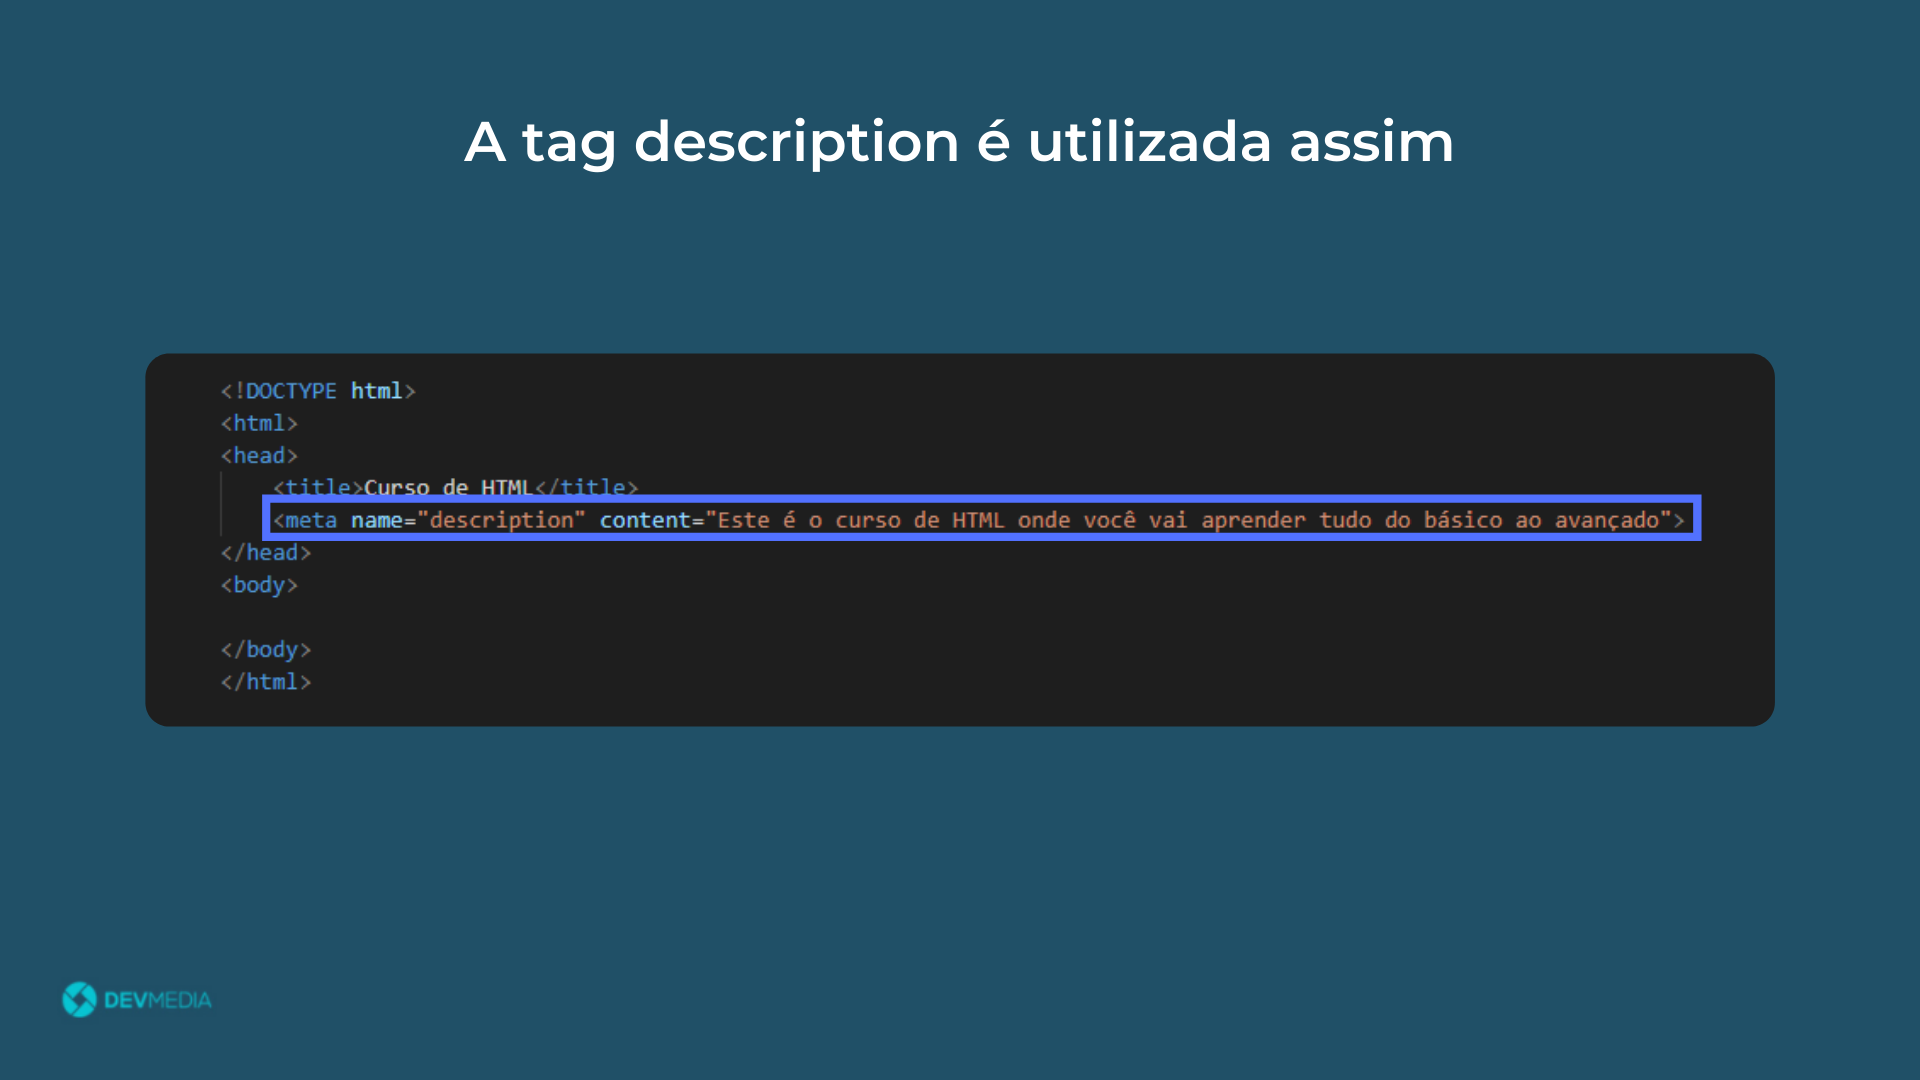 A tag description é utilizada assim
<!DOCTYPE html>
<html>
<head>
<title>Curso de HTML</title>
<meta name="description" content="Este é o curso de HTML onde você vai aprender tudo do básico ao avançado">
</head>
<body>
</body>
</html>
DEVMEDIA